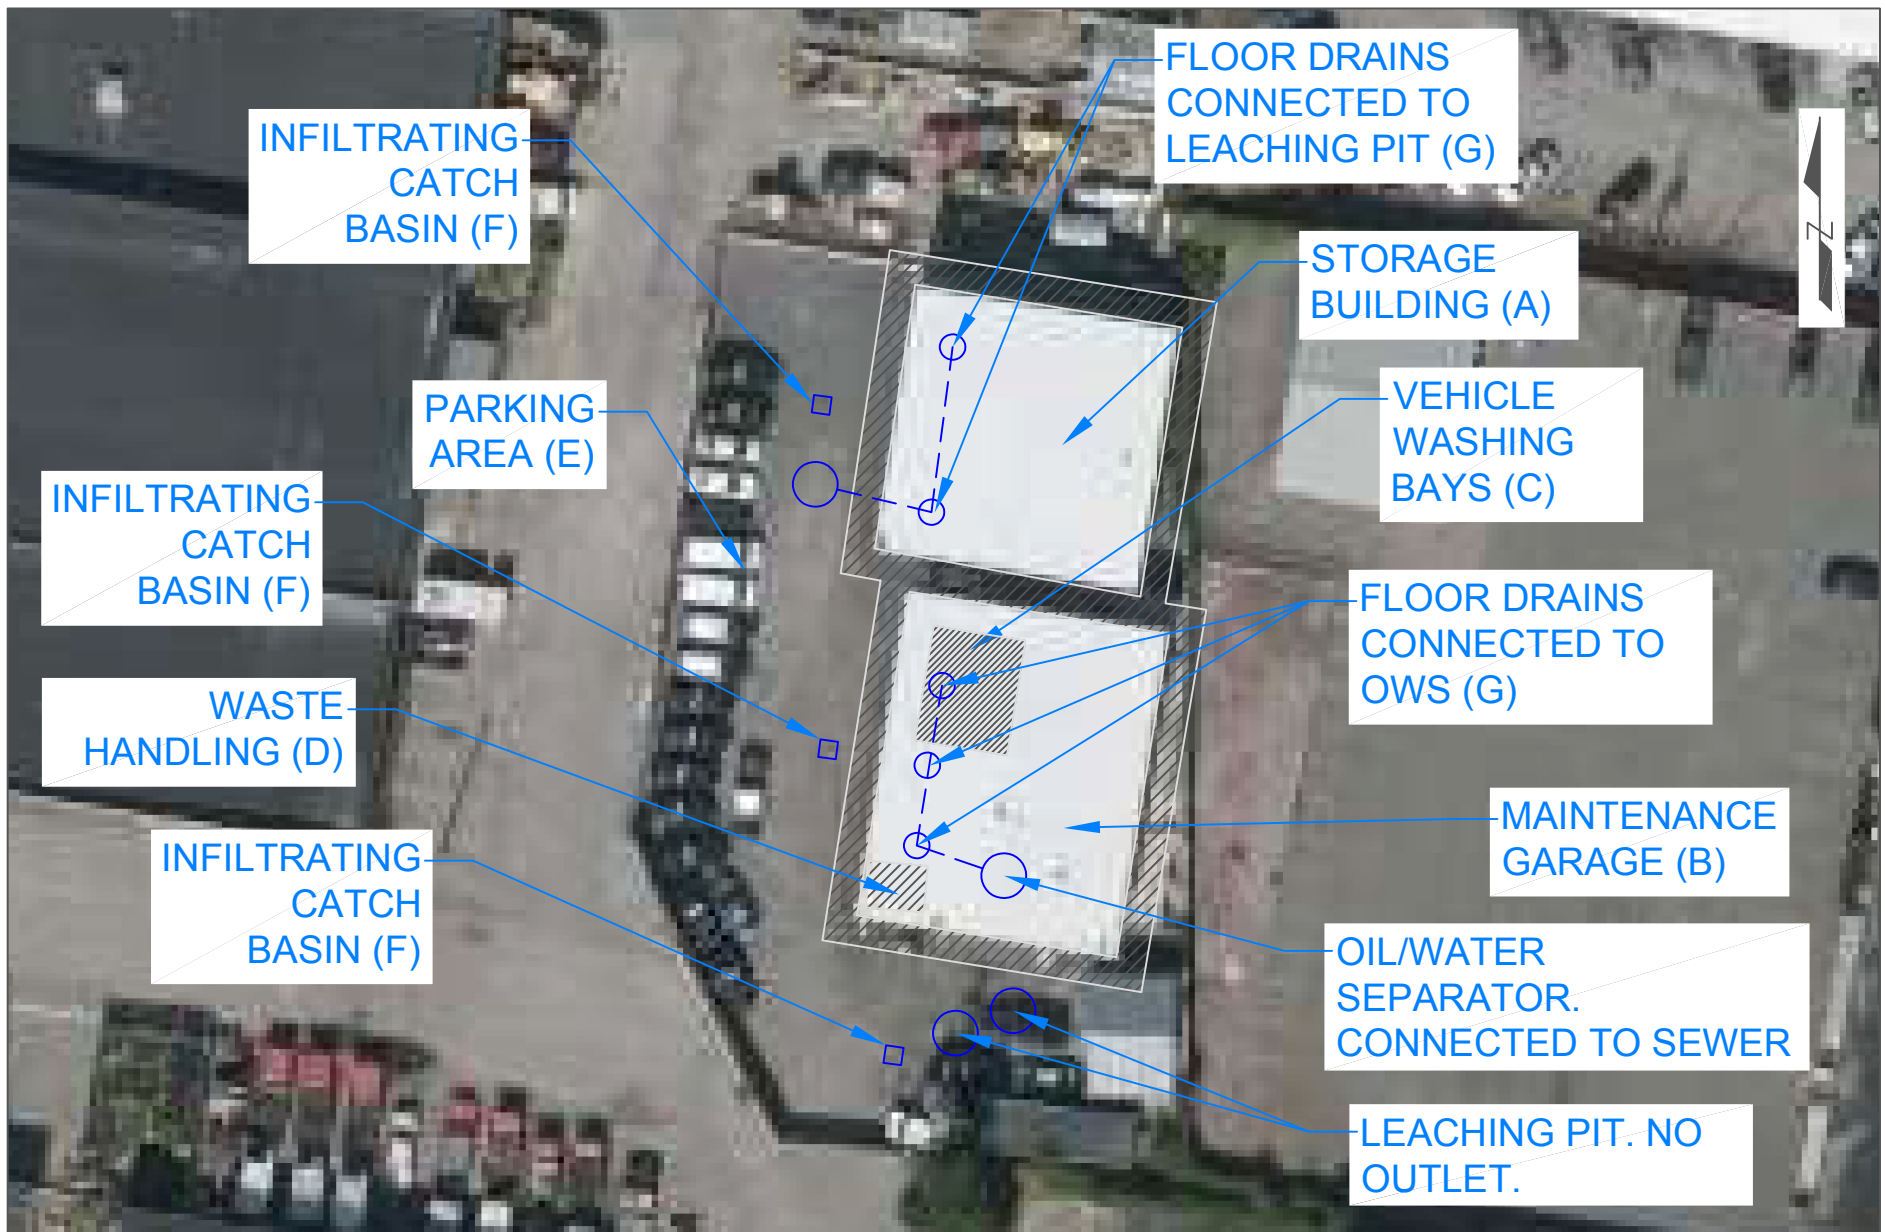 FLOOR DRAINS
CONNECTED TO
LEACHING PIT (G)
INFILTRATING
CATCH
BASIN (F)
STORAGE
BUILDING (A)
Z
PARKING
AREA (E)
VEHICLE
WASHING
BAYS (C)
INFILTRATING
CATCH
BASIN (F)
FLOOR DRAINS
CONNECTED TO
OWS (G)
WASTE
HANDLING (D)
MAINTENANCE
GARAGE (B)
INFILTRATING
CATCH
BASIN (F)
OIL/WATER
SEPARATOR.
CONNECTED TO SEWER
LEACHING PIT. NO
OUTLET.